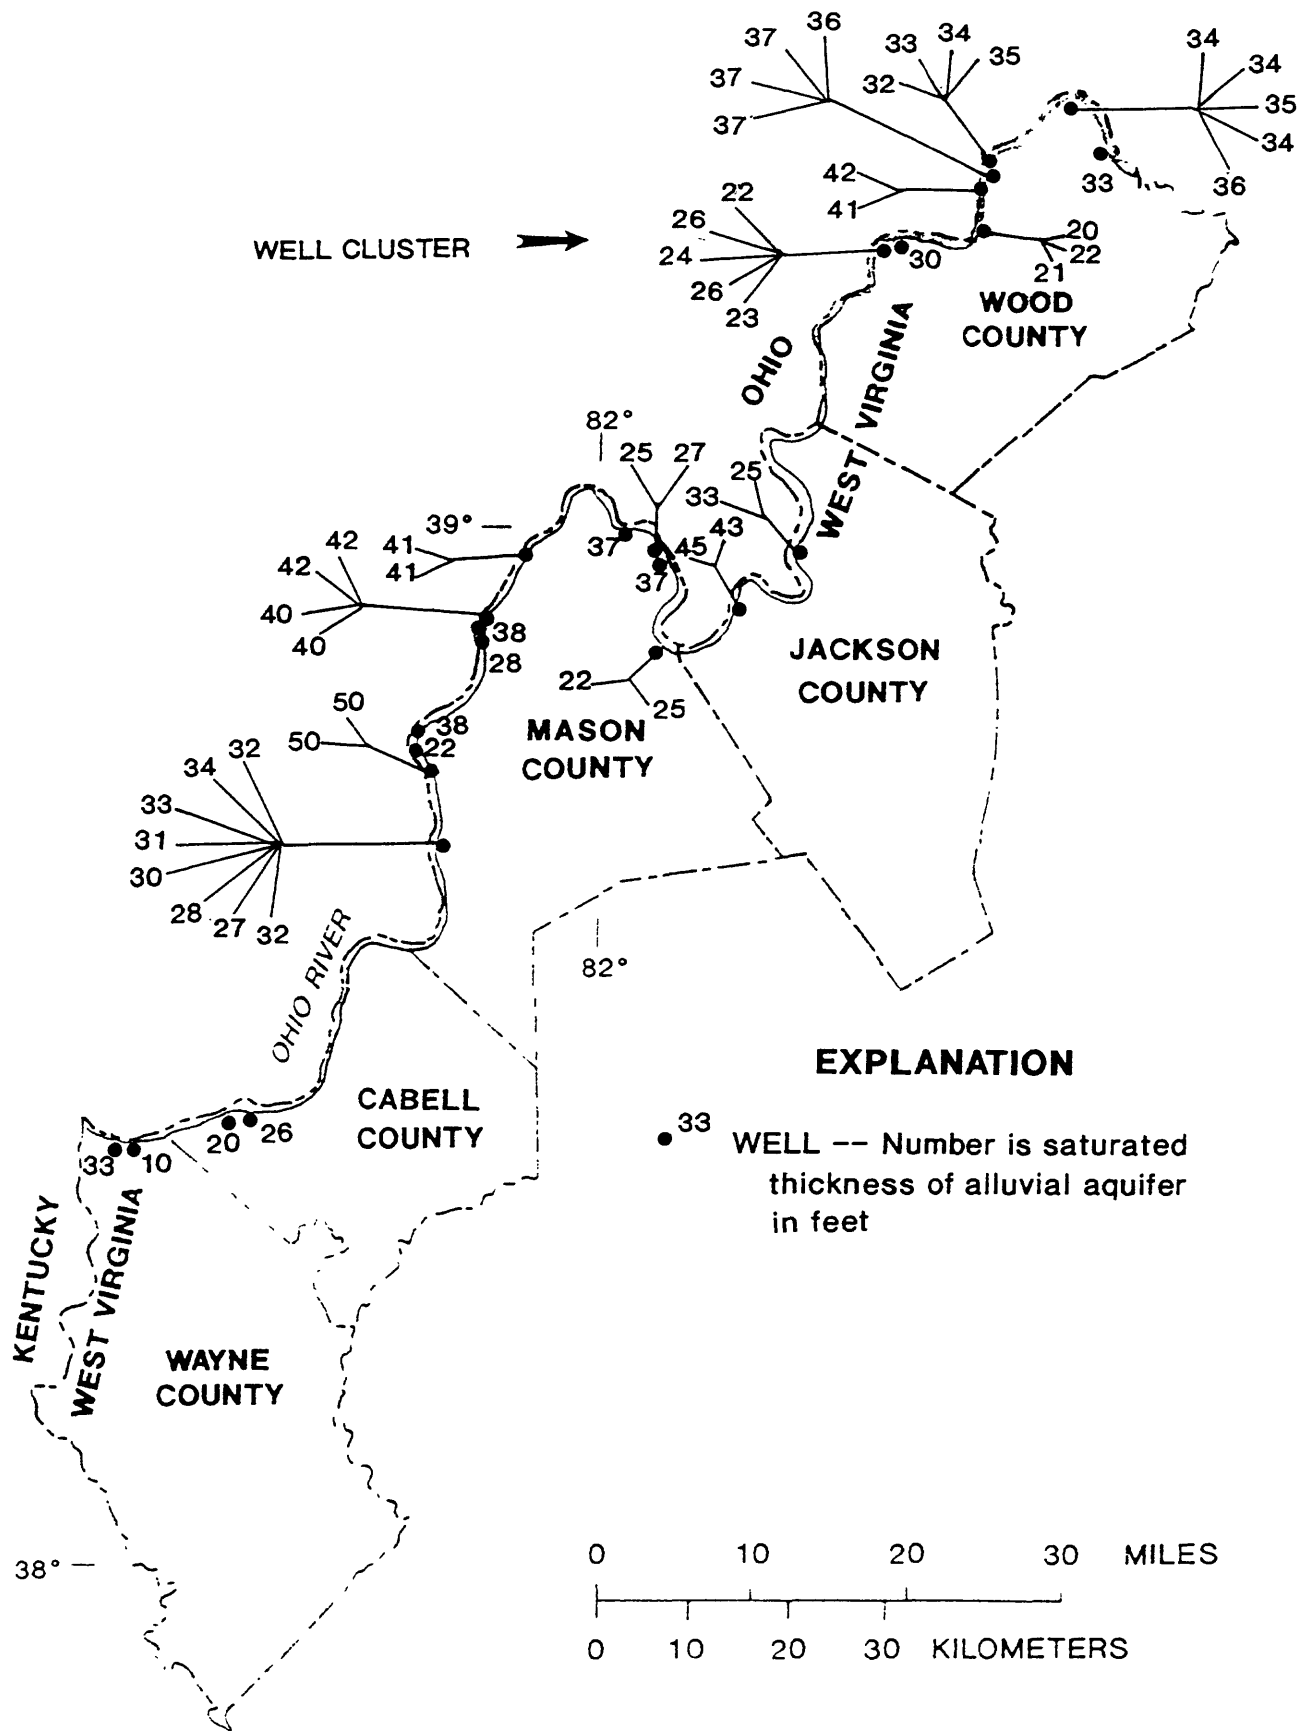 36
37
34
33
35
34
34
37
32
35
37
34
42
33
36
41
22
26
20
24
22
30
21
26
23
WELL CLUSTER
WOOD
COUNTY
OHIO
WEST VIRGINIA
82°
25
27
25
33
39°
43
42
41
37
45
42
41
37
40
38
40
28
JACKSON
COUNTY
22
25
50
38
50
22
MASON
COUNTY
32
34
33
31
30
28
27
32
82°
OHIO RIVER
EXPLANATION
CABELL
COUNTY
20
26
33
10
33
WELL -- Number is saturated
thickness of alluvial aquifer
in feet
KENTUCKY
WEST VIRGINIA
WAYNE
COUNTY
38°
0 10 20 30 MILES
0 10 20 30 KILOMETERS